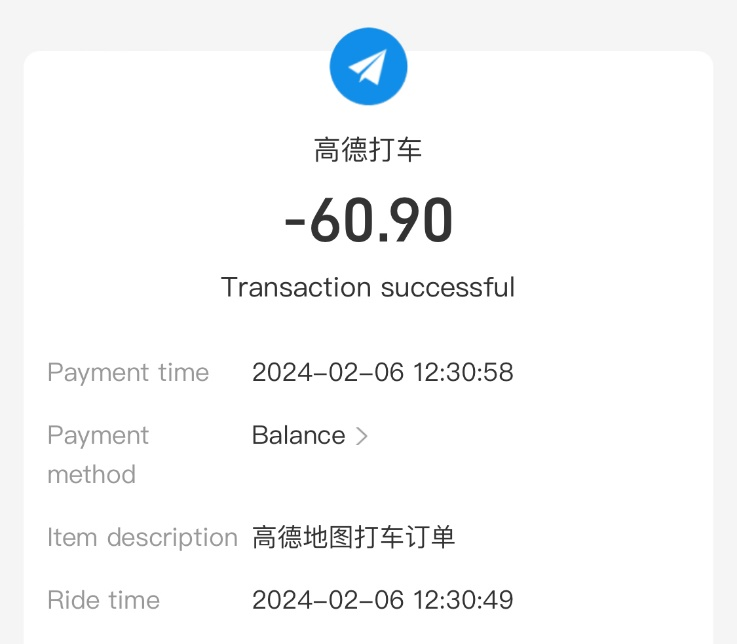 高德打车
-60.90
Transaction successful
Payment time 2024-02-06 12:30:58
Payment Balance >
method
Item description 高德地图打车订单
Ride time 2024-02-06 12:30:49